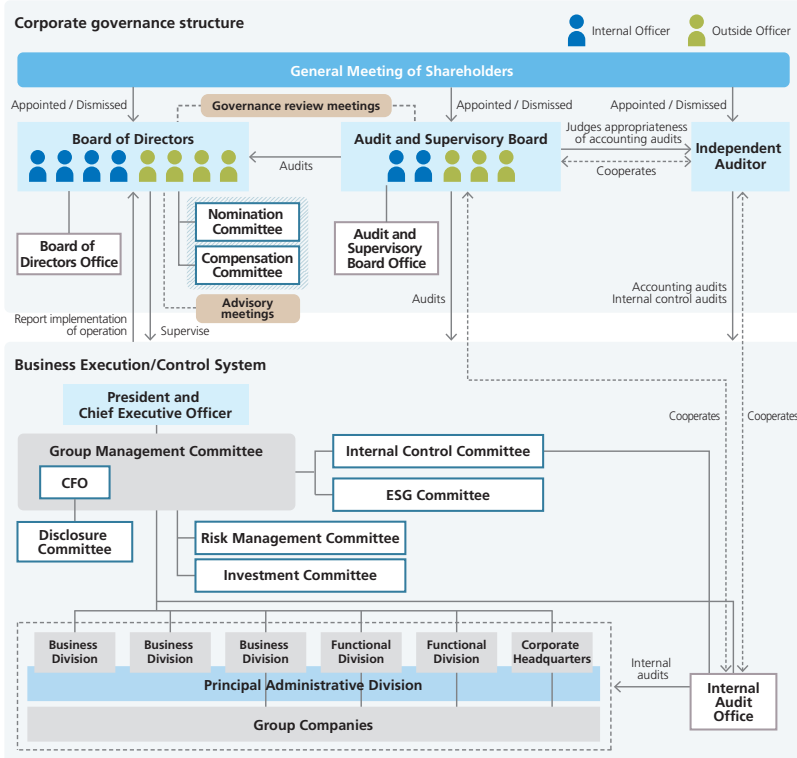 Corporate governance structure
Internal Officer
Outside Officer
General Meeting of Shareholders
Appointed / Dismissed
Governance review meetings
Appointed / Dismissed
Appointed / Dismissed
Board of Directors
Audits
Audit and Supervisory Board
Judges appropriateness
of accounting audits
Cooperates
Independent
Auditor
Board of
Directors Office
Nomination
Committee
Compensation
Committee
Audit and
Supervisory
Board Office
Advisory
meetings
Audits
Accounting audits
Internal control audits
Report implementation
of operation
Supervise
Business Execution/Control System
President and
Chief Executive Officer
Cooperates
Cooperates
Group Management Committee
CFO
Disclosure
Committee
Internal Control Committee
ESG Committee
Risk Management Committee
Investment Committee
Business
Division
Business
Division
Business
Division
Functional
Division
Functional
Division
Corporate
Headquarters
Principal Administrative Division
Group Companies
Internal
audits
Internal
Audit
Office